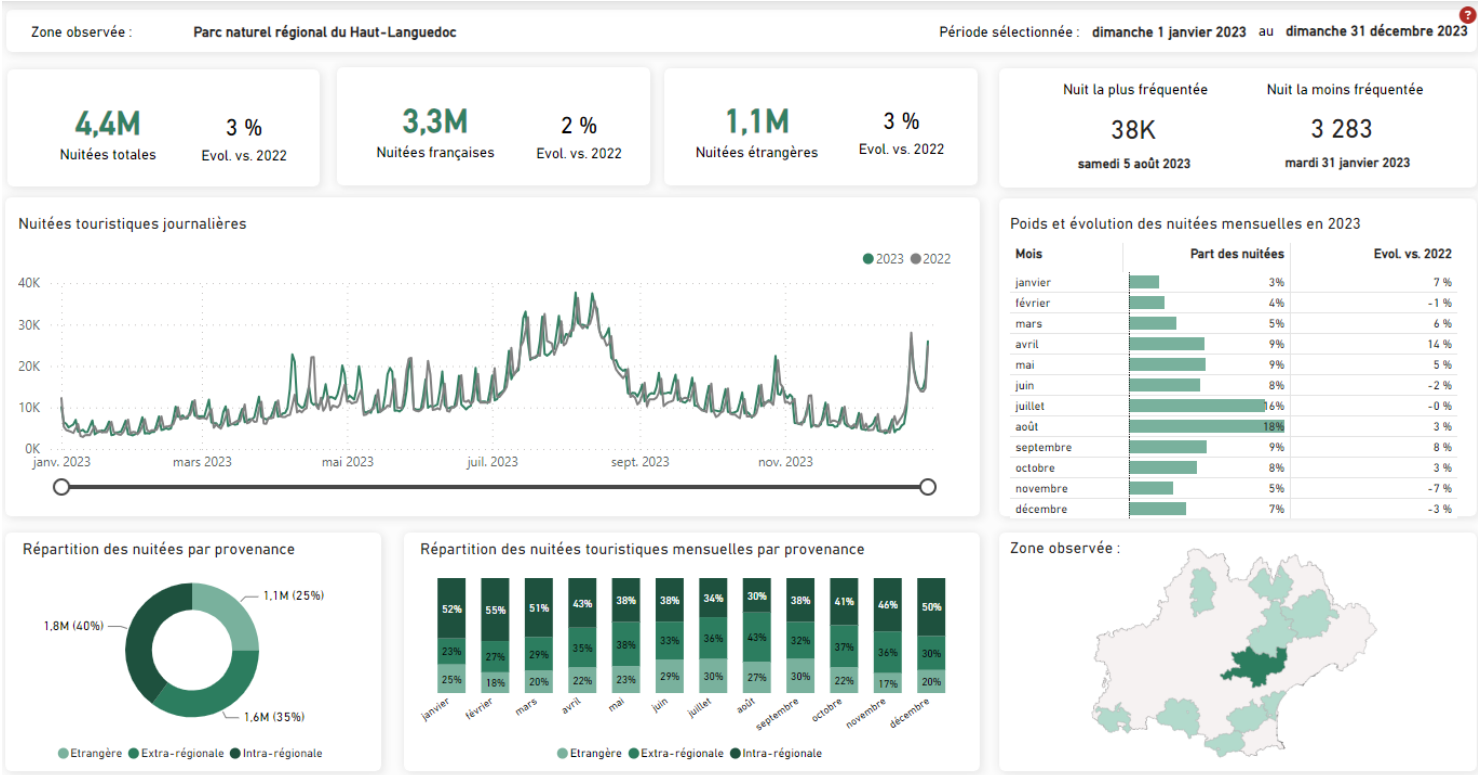 ?
Zone observée : Parc naturel régional du Haut-Languedoc Période sélectionnée : dimanche 1 janvier 2023 au dimanche 31 décembre 2023
4,4M 3 %
Nuitées totales Evol. vs. 2022
3,3M 2 %
Nuitées françaises Evol. vs. 2022
1,1M 3 %
Nuitées étrangères Evol. vs. 2022
Nuit la plus fréquentée Nuit la moins fréquentée
38K 3 283
samedi 5 août 2023 mardi 31 janvier 2023
Nuitées touristiques journalières
2023 2022
40K
30K
20K
10K
0K
janv. 2023 mars 2023 mai 2023 juil. 2023 sept. 2023 nov. 2023
Poids et évolution des nuitées mensuelles en 2023
Mois Part des nuitées Evol. vs. 2022
janvier 3% 7 %
février 4% -1 %
mars 5% 6 %
avril 9% 14 %
mai 9% 5 %
juin 8% -2 %
juillet 16% -0 %
août 18% 3 %
septembre 9% 8 %
octobre 8% 3 %
novembre 5% -7 %
décembre 7% -3 %
Répartition des nuitées par provenance
1,1M (25%)
1,8M (40%)
1,6M (35%)
Etrangère Extra-régionale Intra-régionale
Répartition des nuitées touristiques mensuelles par provenance
52% 55% 51% 43% 38% 38% 34% 30% 38% 41% 46% 50%
23% 27% 29% 35% 38% 33% 36% 43% 32% 37% 36% 30%
25% 18% 20% 22% 23% 29% 30% 27% 30% 22% 17% 20%
janvier février mars avril mai juin juillet août septembre octobre novembre décembre
Etrangère Extra-régionale Intra-régionale
Zone observée :